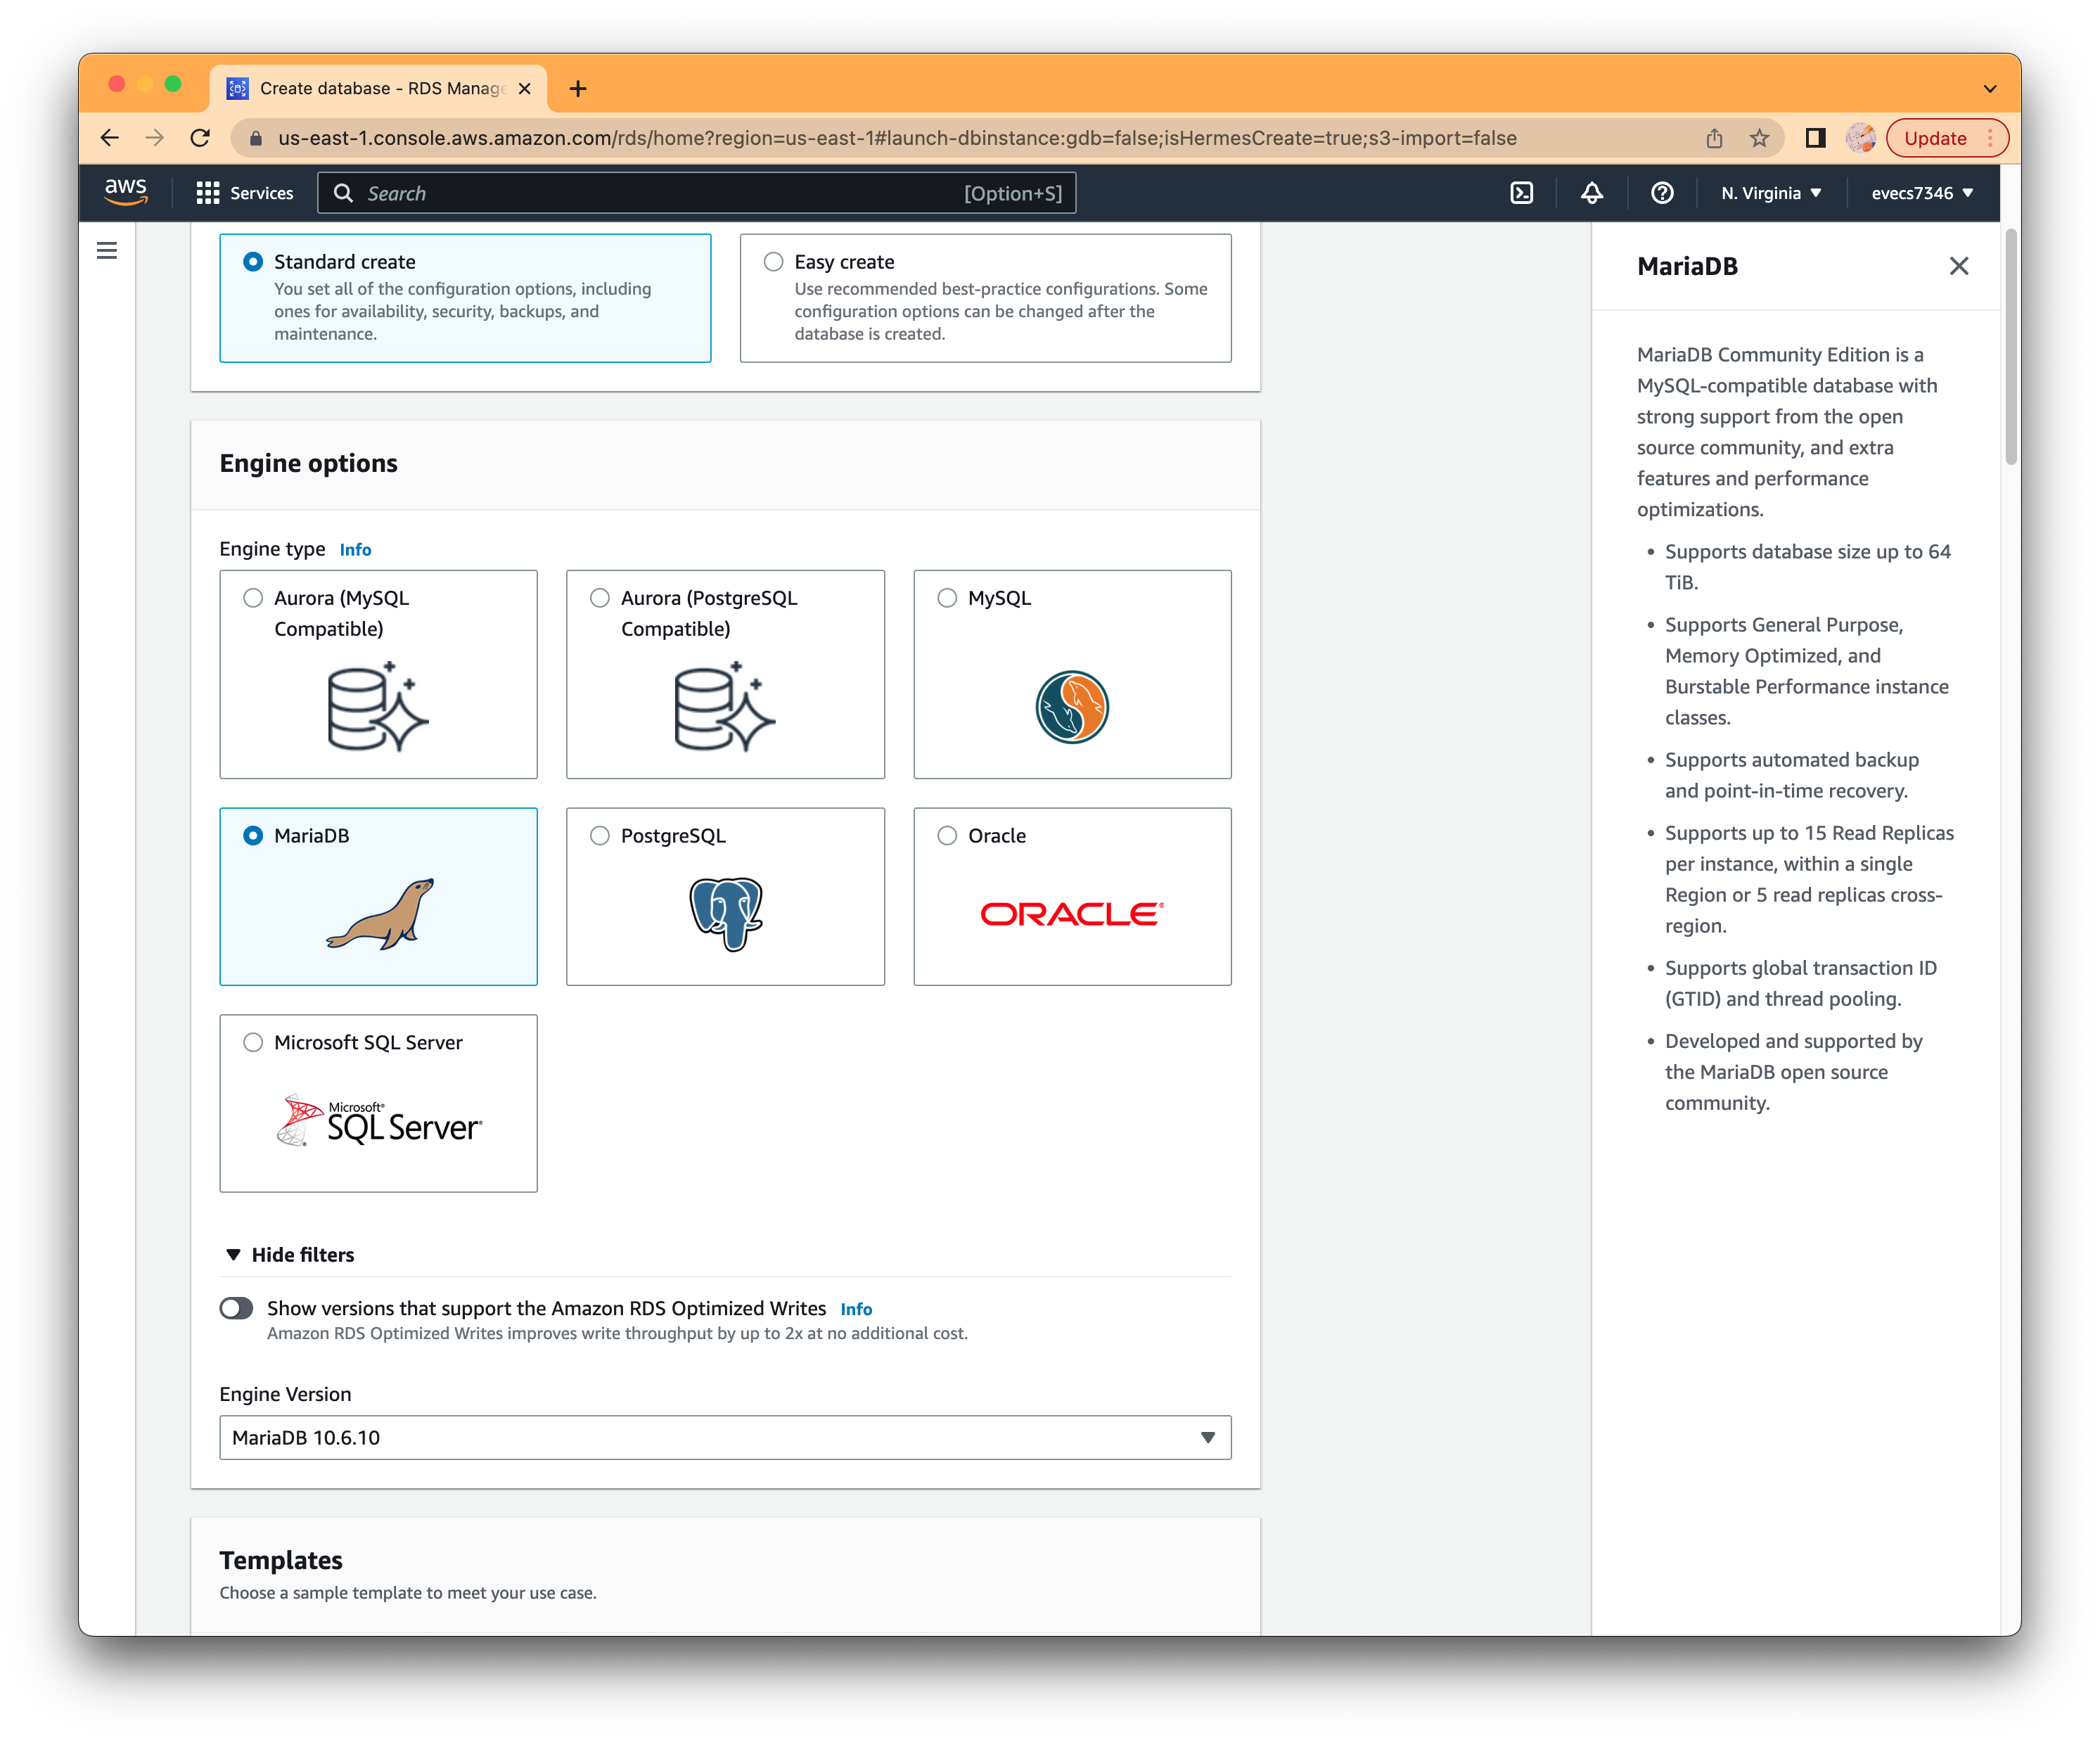 Create database - RDS Manage
us-east-1.console.aws.amazon.com/rds/home?region=us-east-1#launch-dbinstance:gdb=false;isHermesCreate=true;s3-import=false
Update
aws
Services
Search
[Option+S]
N. Virginia
evecs7346
Standard create
You set all of the configuration options, including
ones for availability, security, backups, and
maintenance.
Easy create
Use recommended best-practice configurations. Some
configuration options can be changed after the
database is created.
Engine options
Engine type Info
Aurora (MySQL
Compatible)
Aurora (PostgreSQL
Compatible)
MySQL
MariaDB
PostgreSQL
Oracle
ORACLE
Microsoft SQL Server
Microsoft®
SQL Server
Hide filters
Show versions that support the Amazon RDS Optimized Writes Info
Amazon RDS Optimized Writes improves write throughput by up to 2x at no additional cost.
Engine Version
MariaDB 10.6.10
Templates
Choose a sample template to meet your use case.
MariaDB
MariaDB Community Edition is a
MySQL-compatible database with
strong support from the open
source community, and extra
features and performance
optimizations.
• Supports database size up to 64
TiB.
• Supports General Purpose,
Memory Optimized, and
Burstable Performance instance
classes.
• Supports automated backup
and point-in-time recovery.
• Supports up to 15 Read Replicas
per instance, within a single
Region or 5 read replicas cross-
region.
• Supports global transaction ID
(GTID) and thread pooling.
• Developed and supported by
the MariaDB open source
community.